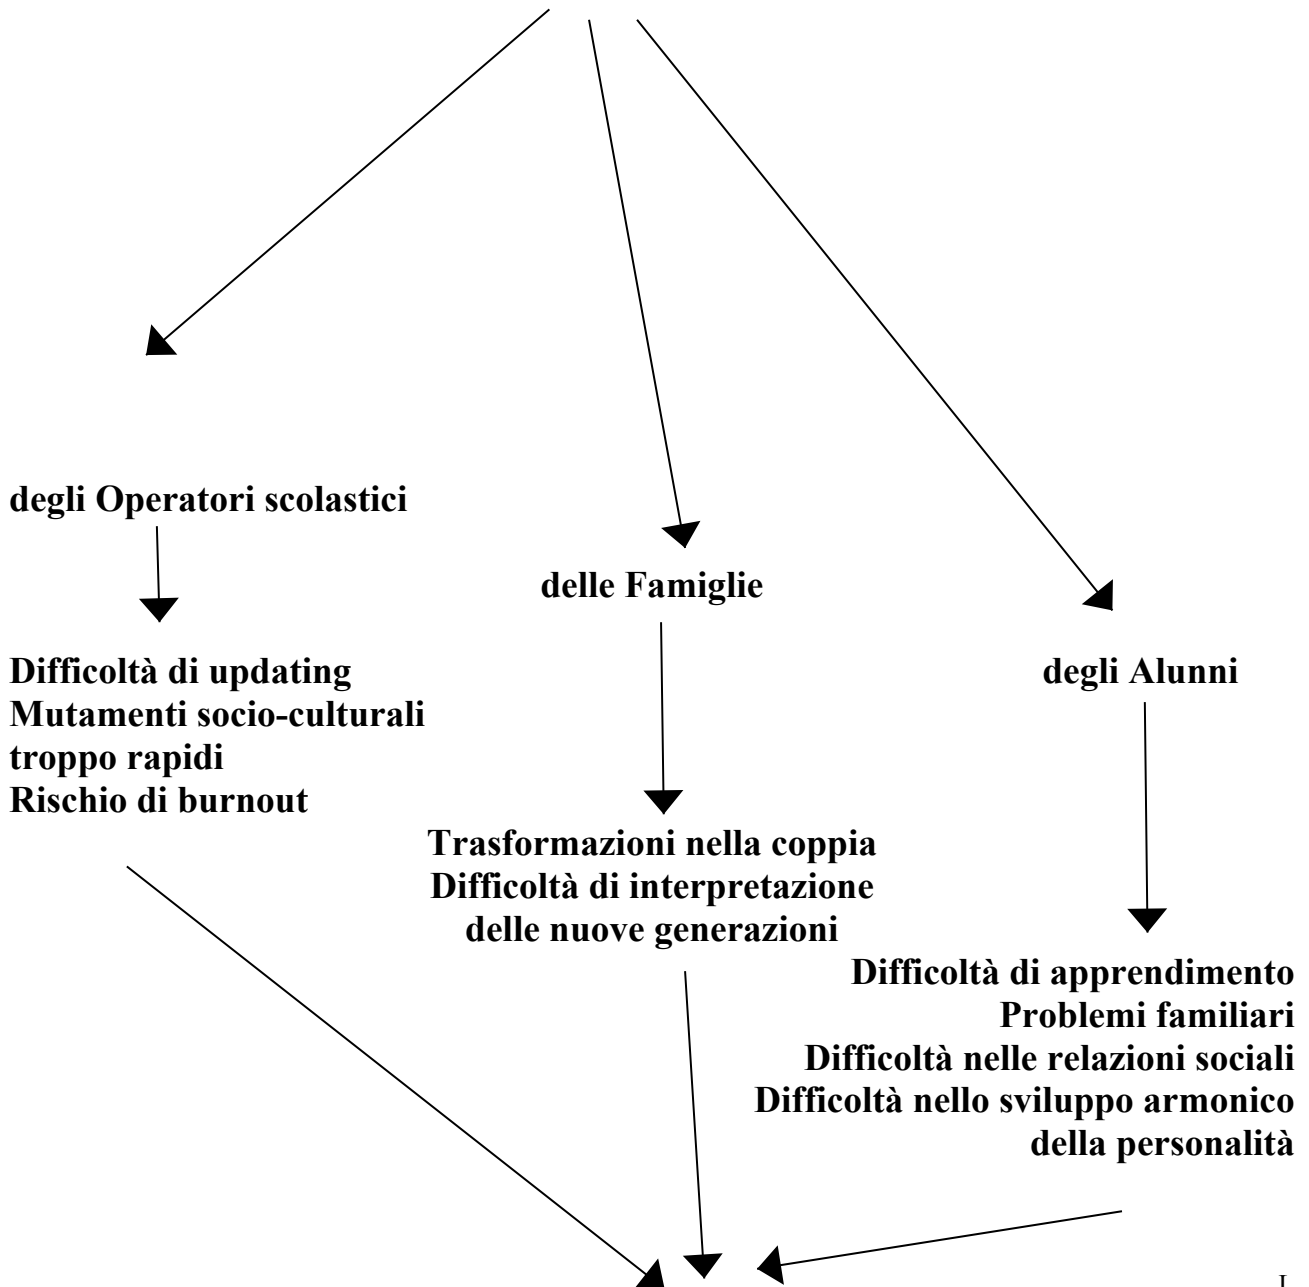 degli Operatori scolastici
delle Famiglie
Difficoltà di updating
Mutamenti socio-culturali
troppo rapidi
Rischio di burnout
degli Alunni
Trasformazioni nella coppia
Difficoltà di interpretazione
delle nuove generazioni
Difficoltà di apprendimento
Problemi familiari
Difficoltà nelle relazioni sociali
Difficoltà nello sviluppo armonico
della personalità